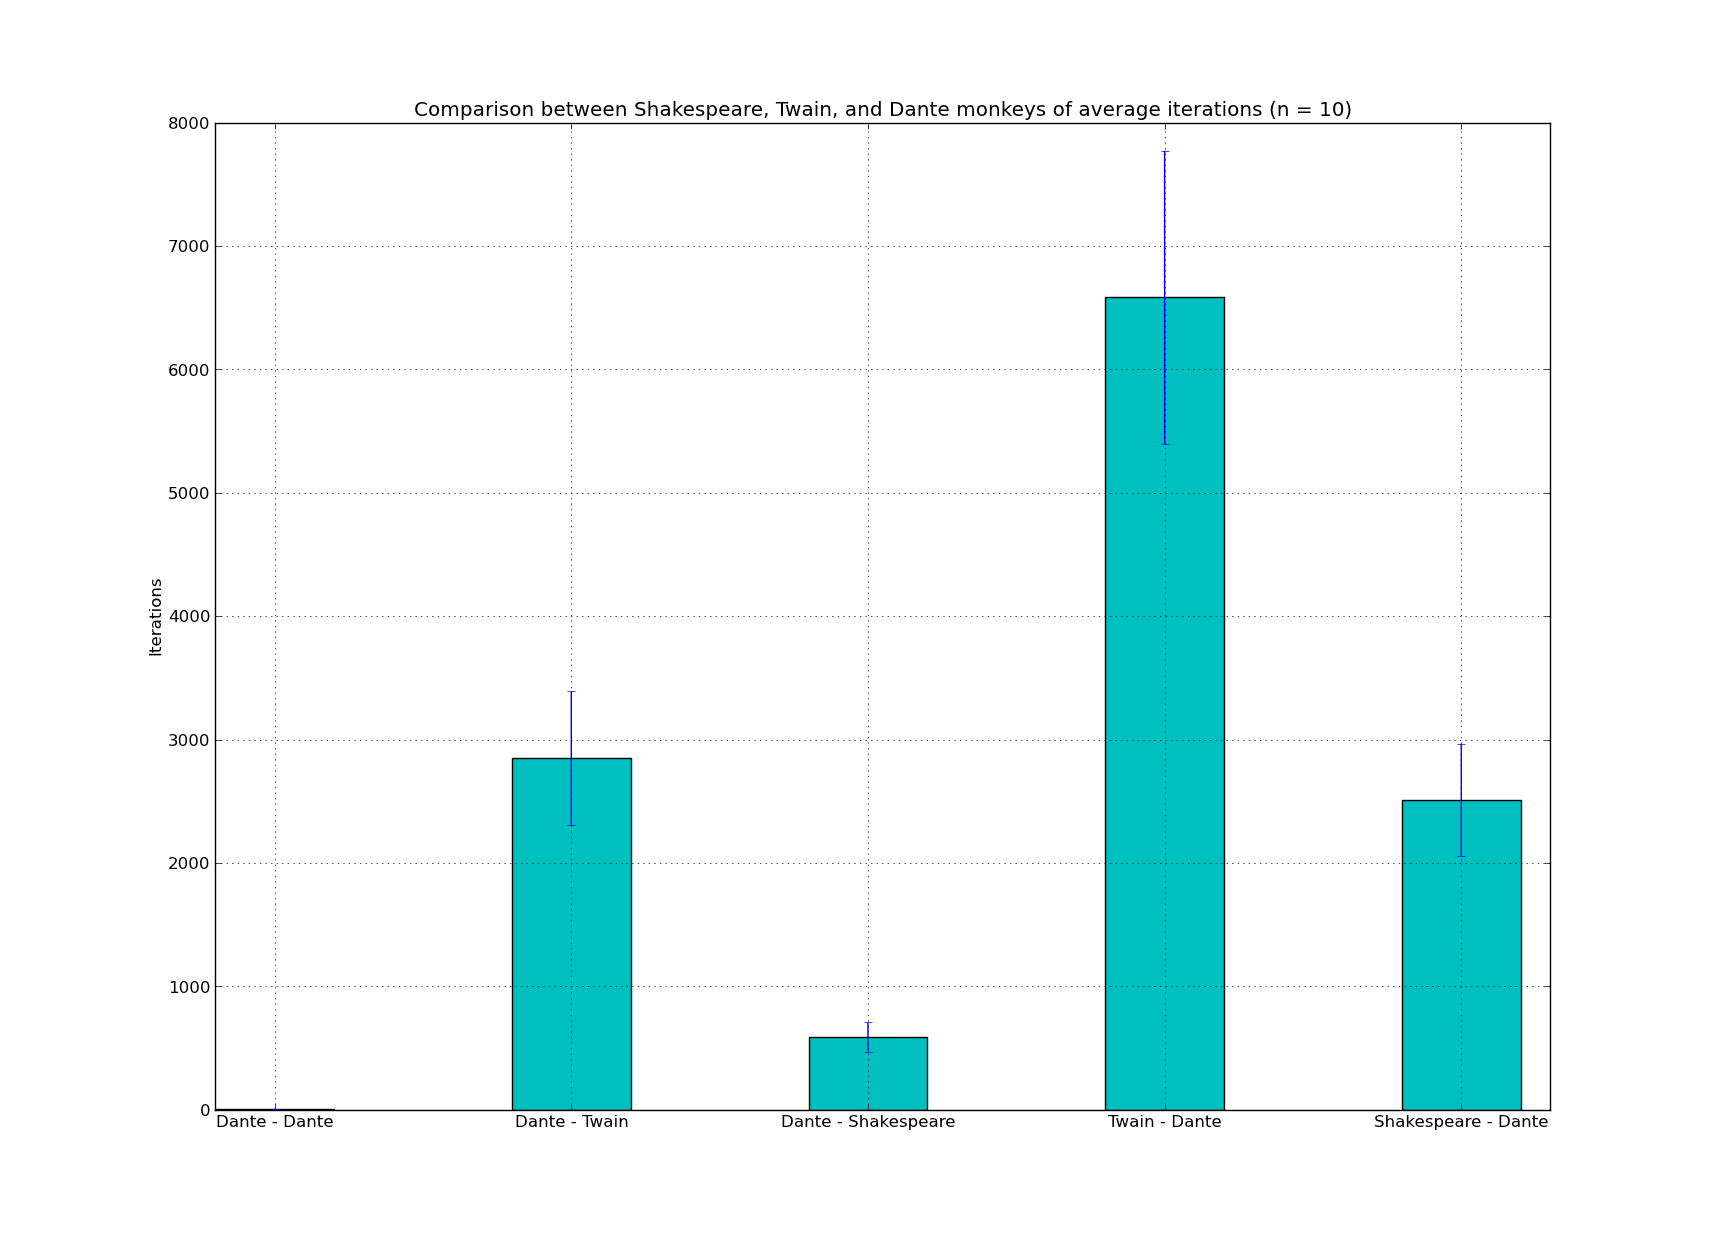 Comparison between Shakespeare, Twain, and Dante monkeys of average iterations (n = 10)
8000
7000
6000
5000
4000
3000
2000
1000
0
Iterations
Dante - Dante
Dante - Twain
Dante - Shakespeare
Twain - Dante
Shakespeare - Dante